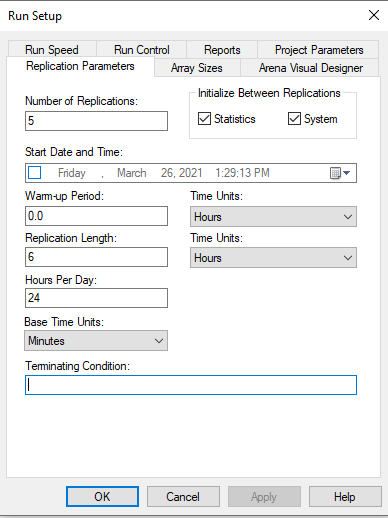 Run Setup
Run Speed Run Control Reports Project Parameters
Replication Parameters Array Sizes Arena Visual Designer
Number of Replications:
5
Initialize Between Replications
Statistics System
Start Date and Time:
Friday , March 26, 2021 1:29:13 PM
Warm-up Period: Time Units:
0.0 Hours
Replication Length: Time Units:
6 Hours
Hours Per Day:
24
Base Time Units:
Minutes
Terminating Condition:
OK Cancel Apply Help